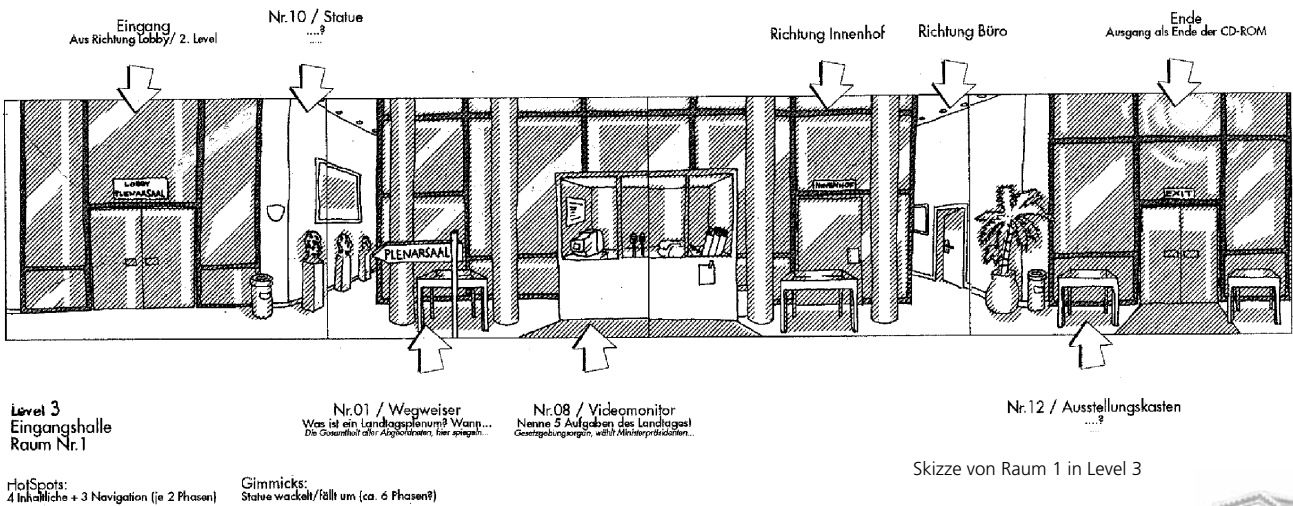 Eingang
Aus Richtung Lobby/ 2. Level
Nr.10 / Statue
....?
.....
Richtung Innenhof
Richtung Büro
Ende
Ausgang als Ende der CD-ROM
LOBBY
PLENARSAAL
PLENARSAAL
INNENHOF
EXIT
Level 3
Eingangshalle
Raum Nr.1
Nr.01 / Wegweiser
Was ist ein Landtagsplenum? Wann...
Die Gesamtheit aller Abgeordneten, hier spiegeln...
Nr.08 / Videomonitor
Nenne 5 Aufgaben des Landtages!
Gesetzgebungsorgan, wählt Ministerpräsidenten...
Nr.12 / Ausstellungskasten
....?
.....
Skizze von Raum 1 in Level 3
HotSpots:
4 Inhaltliche + 3 Navigation (je 2 Phasen)
Gimmicks:
Statue wackelt/fällt um (ca. 6 Phasen?)